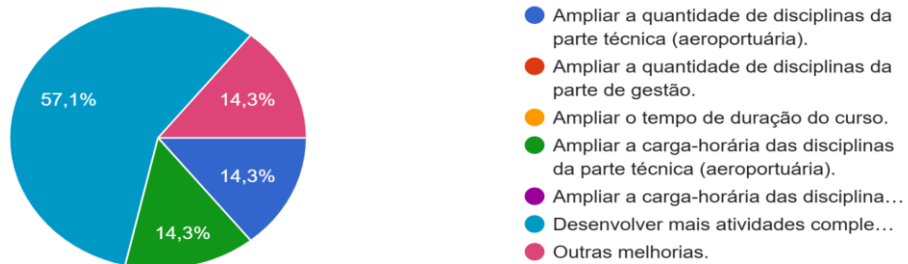 57,1%
14,3%
14,3%
14,3%
Ampliar a quantidade de disciplinas da
parte técnica (aeroportuária).
Ampliar a quantidade de disciplinas da
parte de gestão.
Ampliar o tempo de duração do curso.
Ampliar a carga-horária das disciplinas
da parte técnica (aeroportuária).
Ampliar a carga-horária das disciplina…
Desenvolver mais atividades comple…
Outras melhorias.